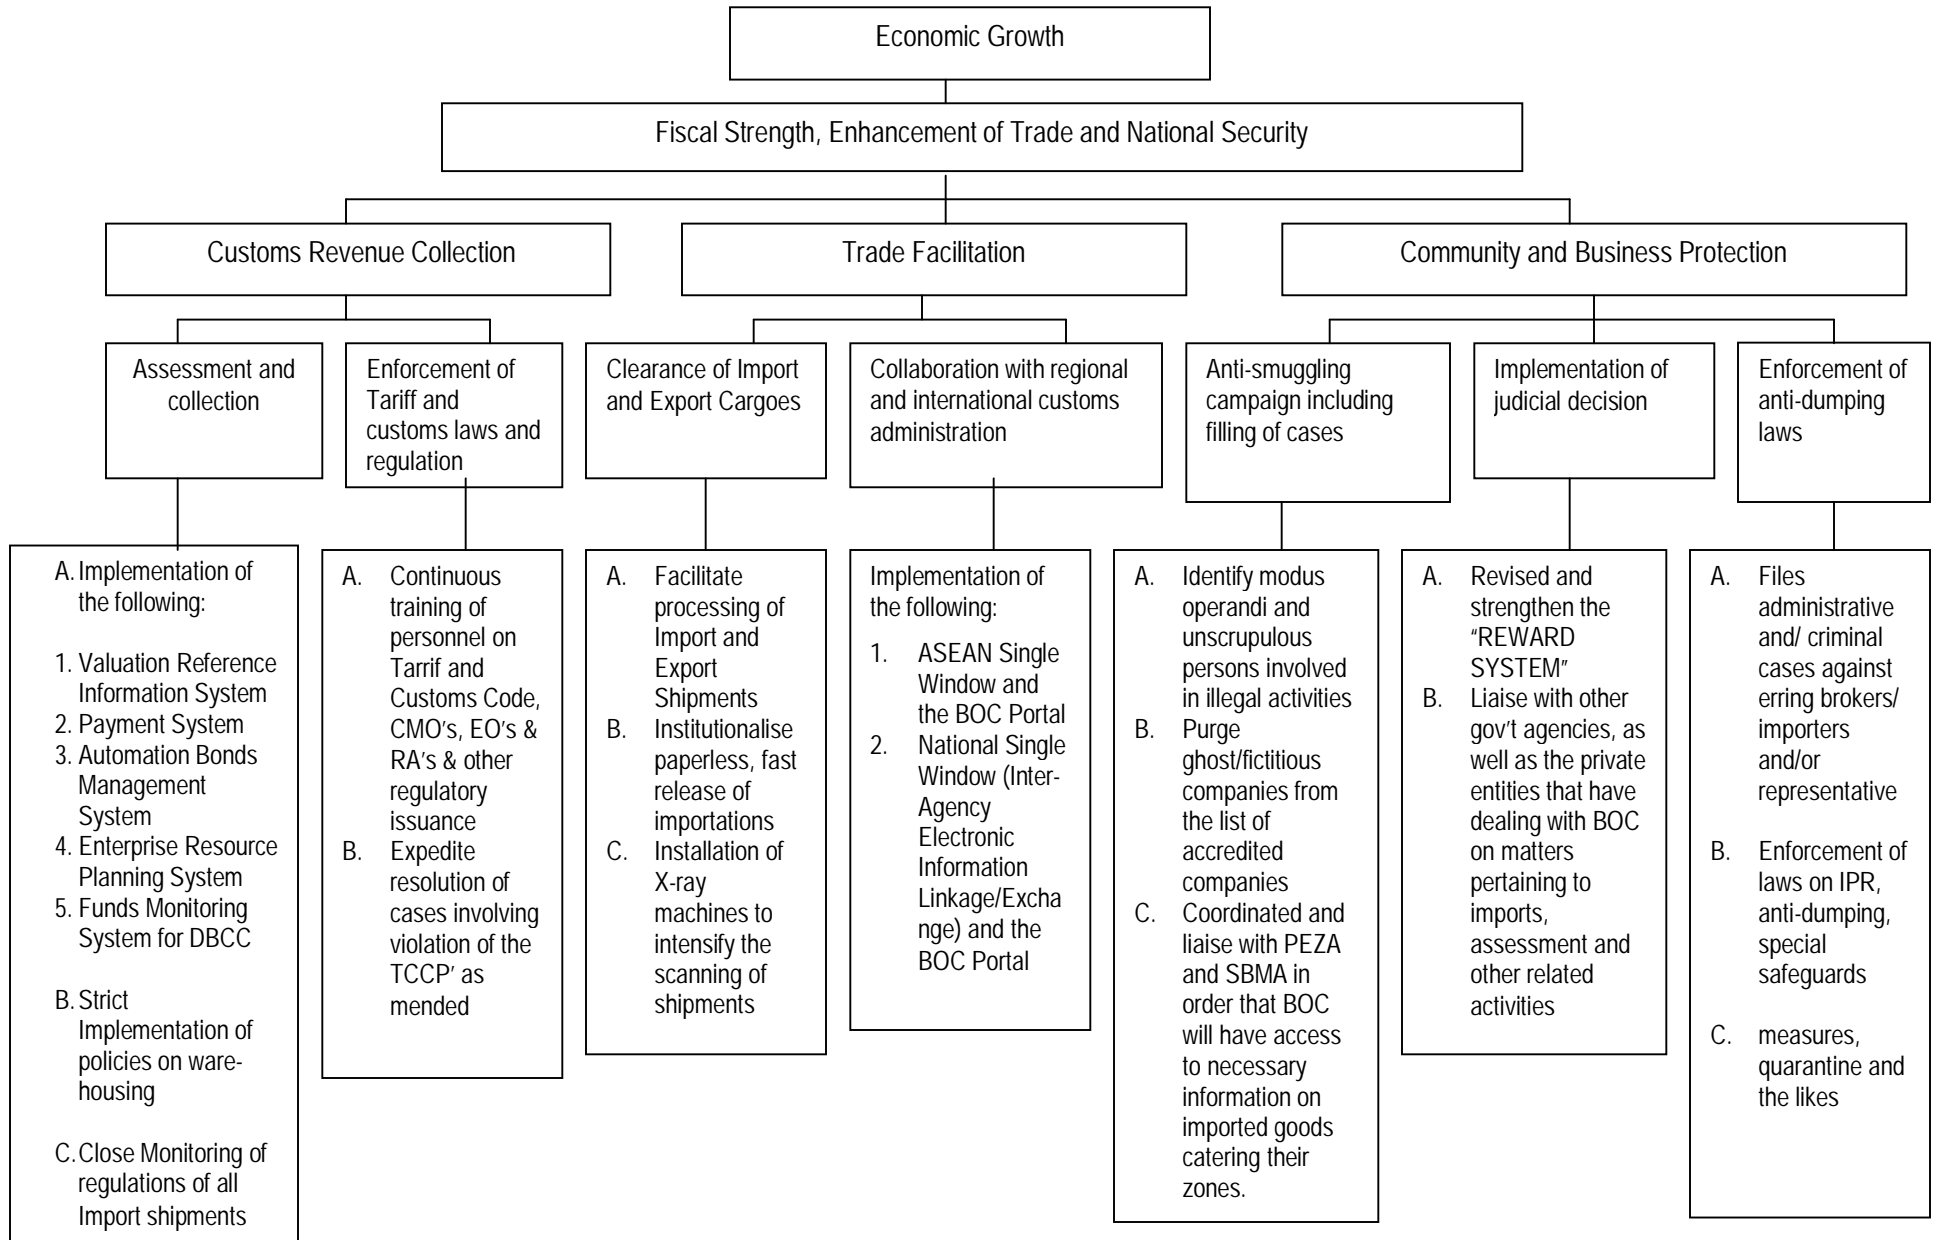 Economic Growth
Fiscal Strength, Enhancement of Trade and National Security
Customs Revenue Collection
Trade Facilitation
Community and Business Protection
Assessment and
collection
Enforcement of
Tariff and
customs laws and
regulation
Clearance of Import
and Export Cargoes
Collaboration with regional
and international customs
administration
Anti-smuggling
campaign including
filling of cases
Implementation of
judicial decision
Enforcement of
anti-dumping
laws
A. Implementation of
the following:
1. Valuation Reference
Information System
2. Payment System
3. Automation Bonds
Management
System
4. Enterprise Resource
Planning System
5. Funds Monitoring
System for DBCC
B. Strict
Implementation of
policies on ware-
housing
C. Close Monitoring of
regulations of all
Import shipments
A. Continuous
training of
personnel on
Tarrif and
Customs Code,
CMO's, EO's &
RA's & other
regulatory
issuance
B. Expedite
resolution of
cases involving
violation of the
TCCP' as
mended
A. Facilitate
processing of
Import and
Export
Shipments
B. Institutionalise
paperless, fast
release of
importations
C. Installation of
X-ray
machines to
intensify the
scanning of
shipments
Implementation of
the following:
1. ASEAN Single
Window and
the BOC Portal
2. National Single
Window (Inter-
Agency
Electronic
Information
Linkage/Excha
nge) and the
BOC Portal
A. Identify modus
operandi and
unscrupulous
persons involved
in illegal activities
B. Purge
ghost/fictitious
companies from
the list of
accredited
companies
C. Coordinated and
liaise with PEZA
and SBMA in
order that BOC
will have access
to necessary
information on
imported goods
catering their
zones.
A. Revised and
strengthen the
“REWARD
SYSTEM”
B. Liaise with other
gov't agencies, as
well as the private
entities that have
dealing with BOC
on matters
pertaining to
imports,
assessment and
other related
activities
A. Files
administrative
and/ criminal
cases against
erring brokers/
importers
and/or
representative
B. Enforcement of
laws on IPR,
anti-dumping,
special
safeguards
C. measures,
quarantine and
the likes